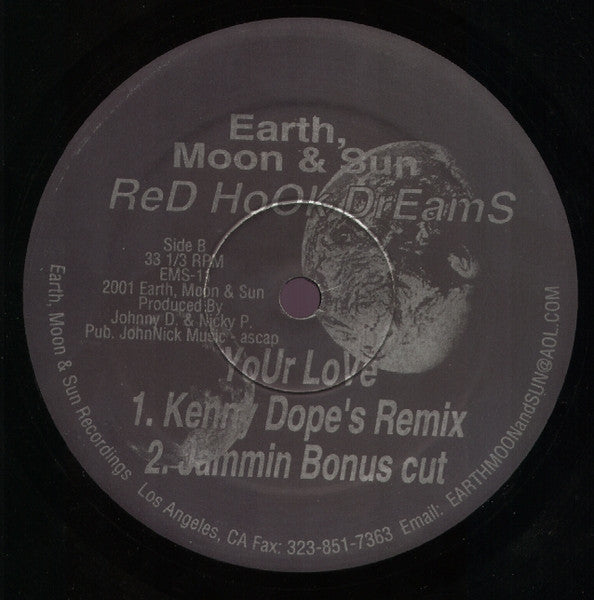 Earth,
Moon & Sun
ReD HoOk DrEamS
Side B
33 1/3 RPM
EMS-11
2001 Earth, Moon & Sun
Produced By
Johnny D. & Nicky P.
Pub. JohnNick Music - ascap
YoUr LoVe
1. Kenny Dope's Remix
2. Jammin Bonus cut
Earth, Moon & Sun Recordings Los Angeles, CA Fax: 323-851-7363 Email: EARTHMOONandSUN@AOL.COM